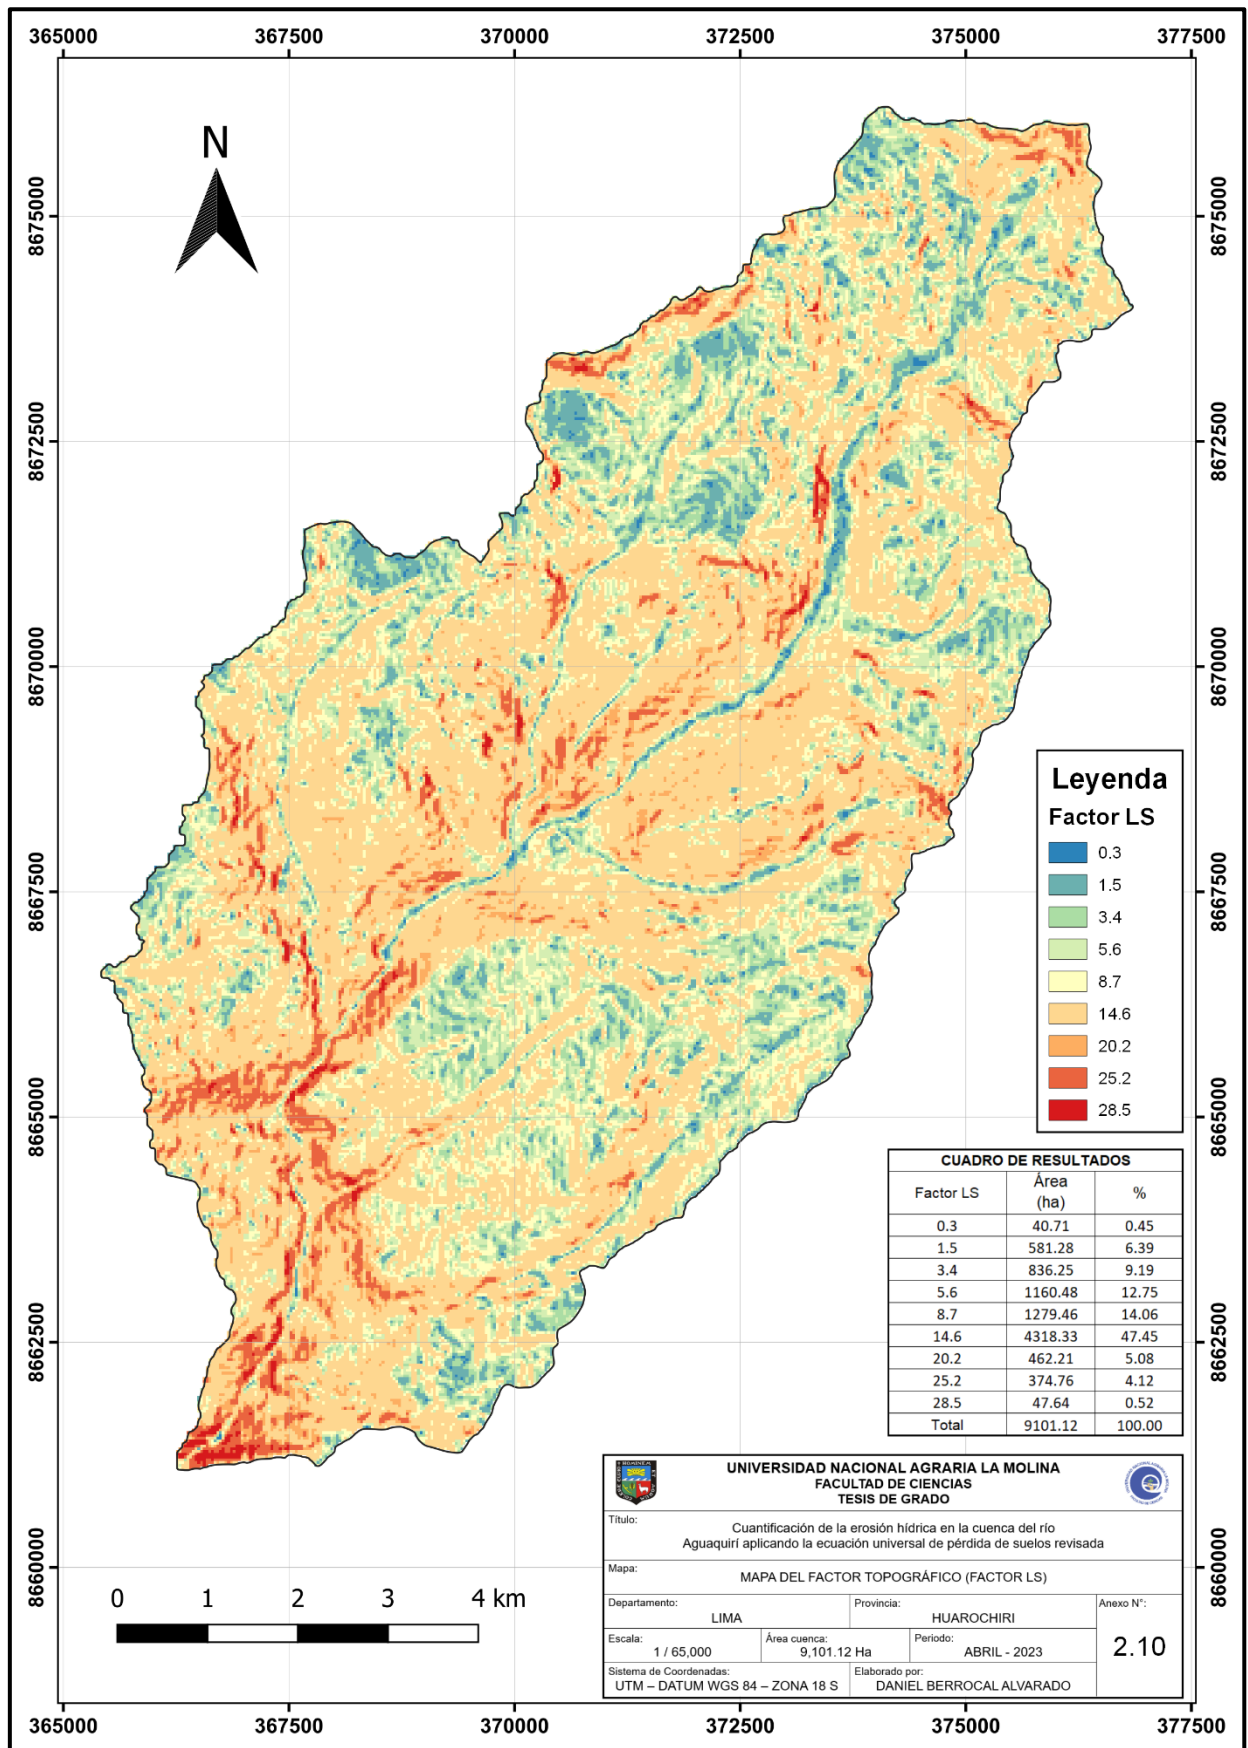 365000 367500 370000 372500 375000 377500
N
8675000 8675000
8672500 8672500
8670000 8670000
8667500 8667500
8665000 8665000
8662500 8662500
8660000 8660000
Leyenda
Factor LS
0.3
1.5
3.4
5.6
8.7
14.6
20.2
25.2
28.5
CUADRO DE RESULTADOS
Factor LS Área (ha) %
0.3 40.71 0.45
1.5 581.28 6.39
3.4 836.25 9.19
5.6 1160.48 12.75
8.7 1279.46 14.06
14.6 4318.33 47.45
20.2 462.21 5.08
25.2 374.76 4.12
28.5 47.64 0.52
Total 9101.12 100.00
UNIVERSIDAD NACIONAL AGRARIA LA MOLINA
FACULTAD DE CIENCIAS
TESIS DE GRADO
Título:
Cuantificación de la erosión hídrica en la cuenca del río
Aguaquirí aplicando la ecuación universal de pérdida de suelos revisada
Mapa:
MAPA DEL FACTOR TOPOGRÁFICO (FACTOR LS)
Departamento: Provincia: Anexo N°:
LIMA HUAROCHIRI
Escala: Área cuenca: Periodo:
1 / 65,000 9,101.12 Ha ABRIL - 2023 2.10
Sistema de Coordenadas: Elaborado por:
UTM – DATUM WGS 84 – ZONA 18 S DANIEL BERROCAL ALVARADO
0 1 2 3 4 km
365000 367500 370000 372500 375000 377500